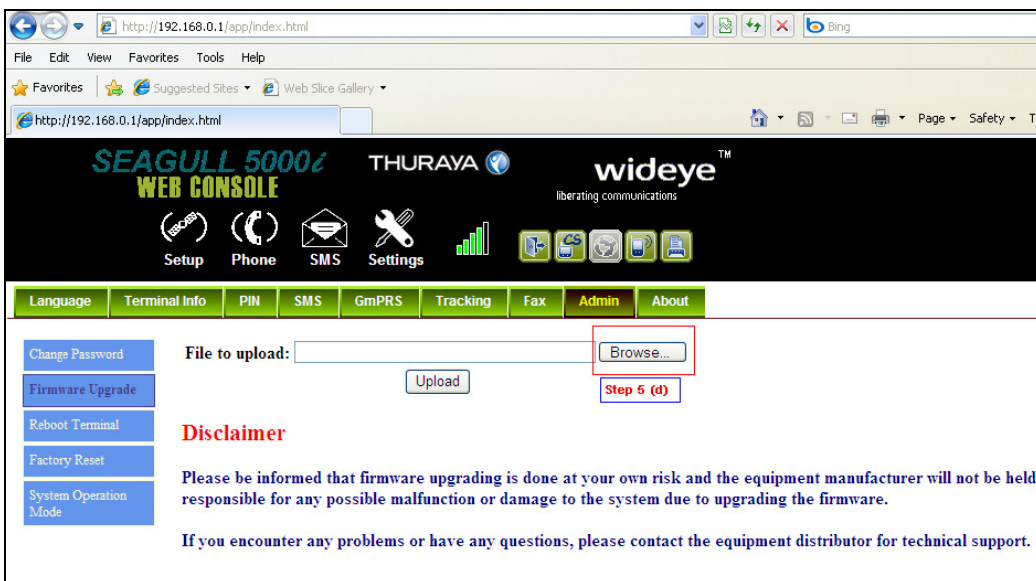 http://192.168.0.1/app/index.html
Bing
File Edit View Favorites Tools Help
Favorites Suggested Sites Web Slice Gallery
http://192.168.0.1/app/index.html
Page Safety T
SEAGULL 5000i
WEB CONSOLE
THURAYA
wideye™
liberating communications
Setup Phone SMS Settings
CS
Language Terminal Info PIN SMS GmPRS Tracking Fax Admin About
Change Password
Firmware Upgrade
Reboot Terminal
Factory Reset
System Operation
Mode
File to upload: Browse...
Upload
Step 5 (d)
Disclaimer
Please be informed that firmware upgrading is done at your own risk and the equipment manufacturer will not be held
responsible for any possible malfunction or damage to the system due to upgrading the firmware.
If you encounter any problems or have any questions, please contact the equipment distributor for technical support.